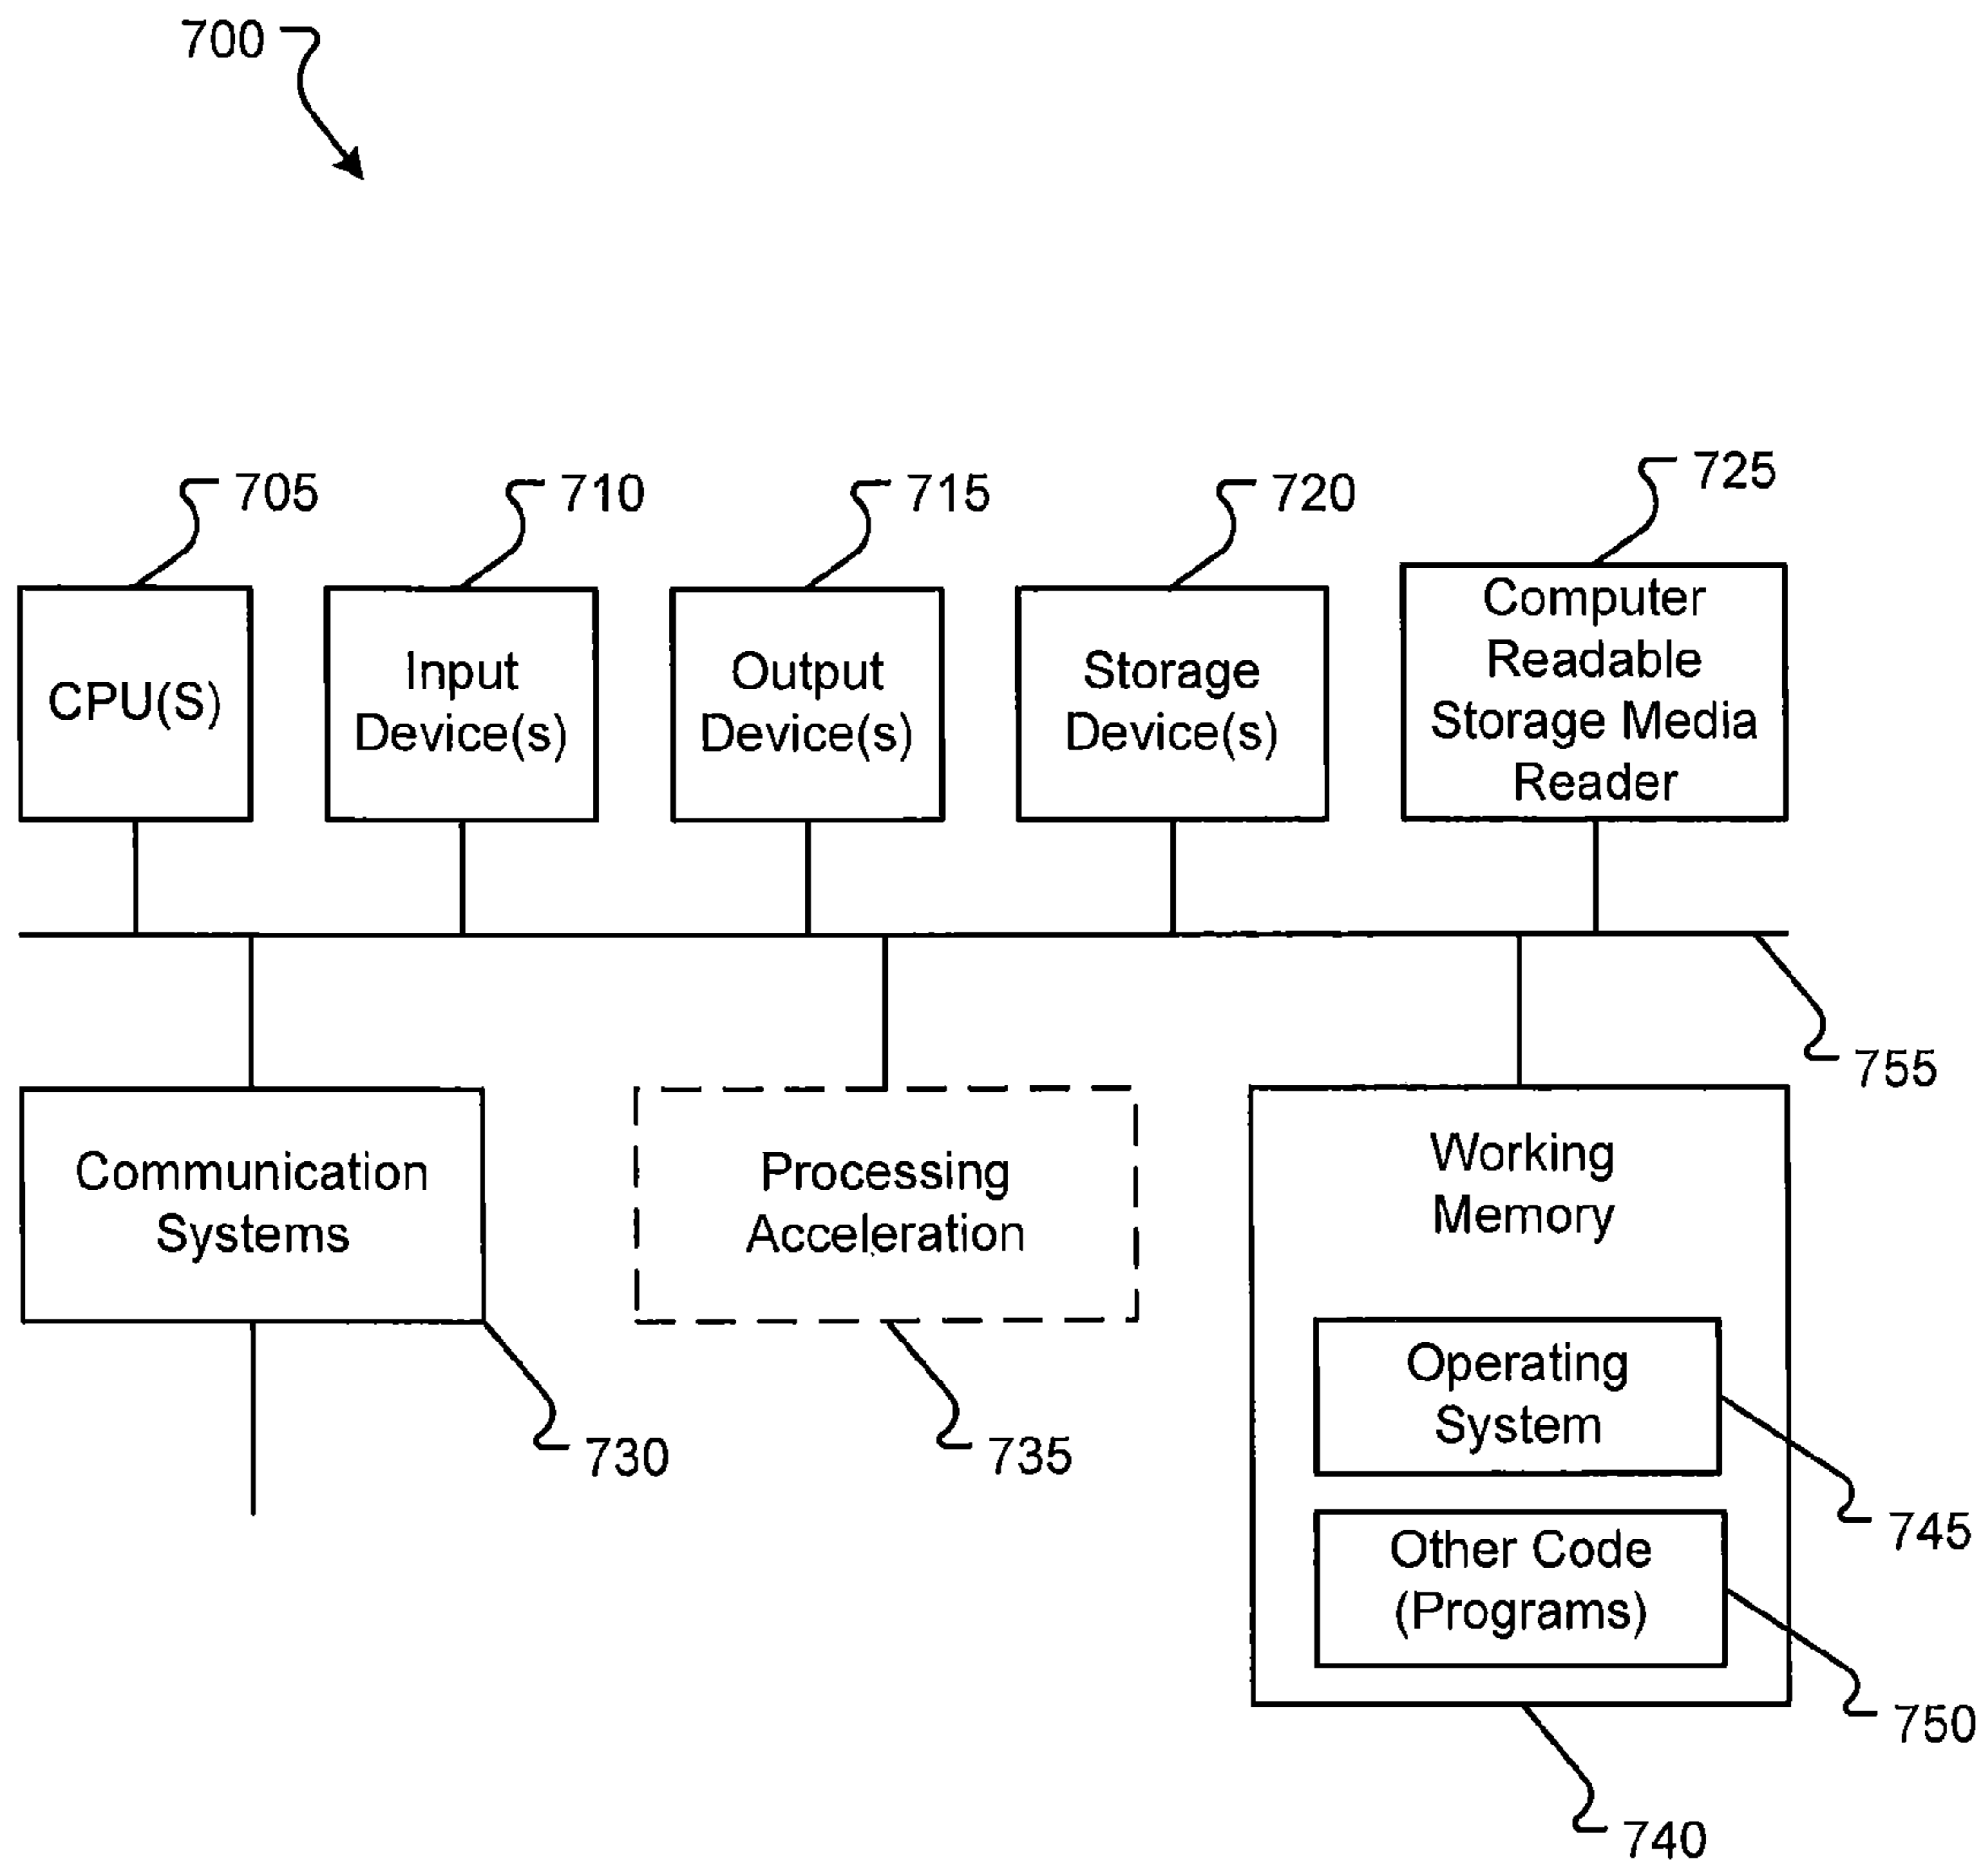 700
705
710
715
720
725
CPU(S)
Input
Device(s)
Output
Device(s)
Storage
Device(s)
Computer
Readable
Storage Media
Reader
755
Communication
Systems
730
Processing
Acceleration
735
Working
Memory
Operating
System
745
Other Code
(Programs)
750
740